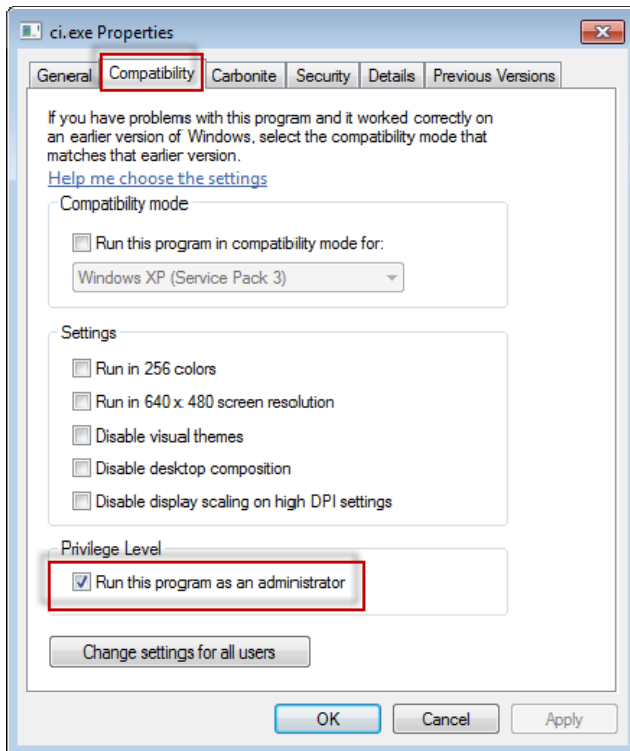 ci.exe Properties
General Compatibility Carbonite Security Details Previous Versions
If you have problems with this program and it worked correctly on
an earlier version of Windows, select the compatibility mode that
matches that earlier version.
Help me choose the settings
Compatibility mode
Run this program in compatibility mode for:
Windows XP (Service Pack 3)
Settings
Run in 256 colors
Run in 640 x 480 screen resolution
Disable visual themes
Disable desktop composition
Disable display scaling on high DPI settings
Privilege Level
Run this program as an administrator
Change settings for all users
OK Cancel Apply